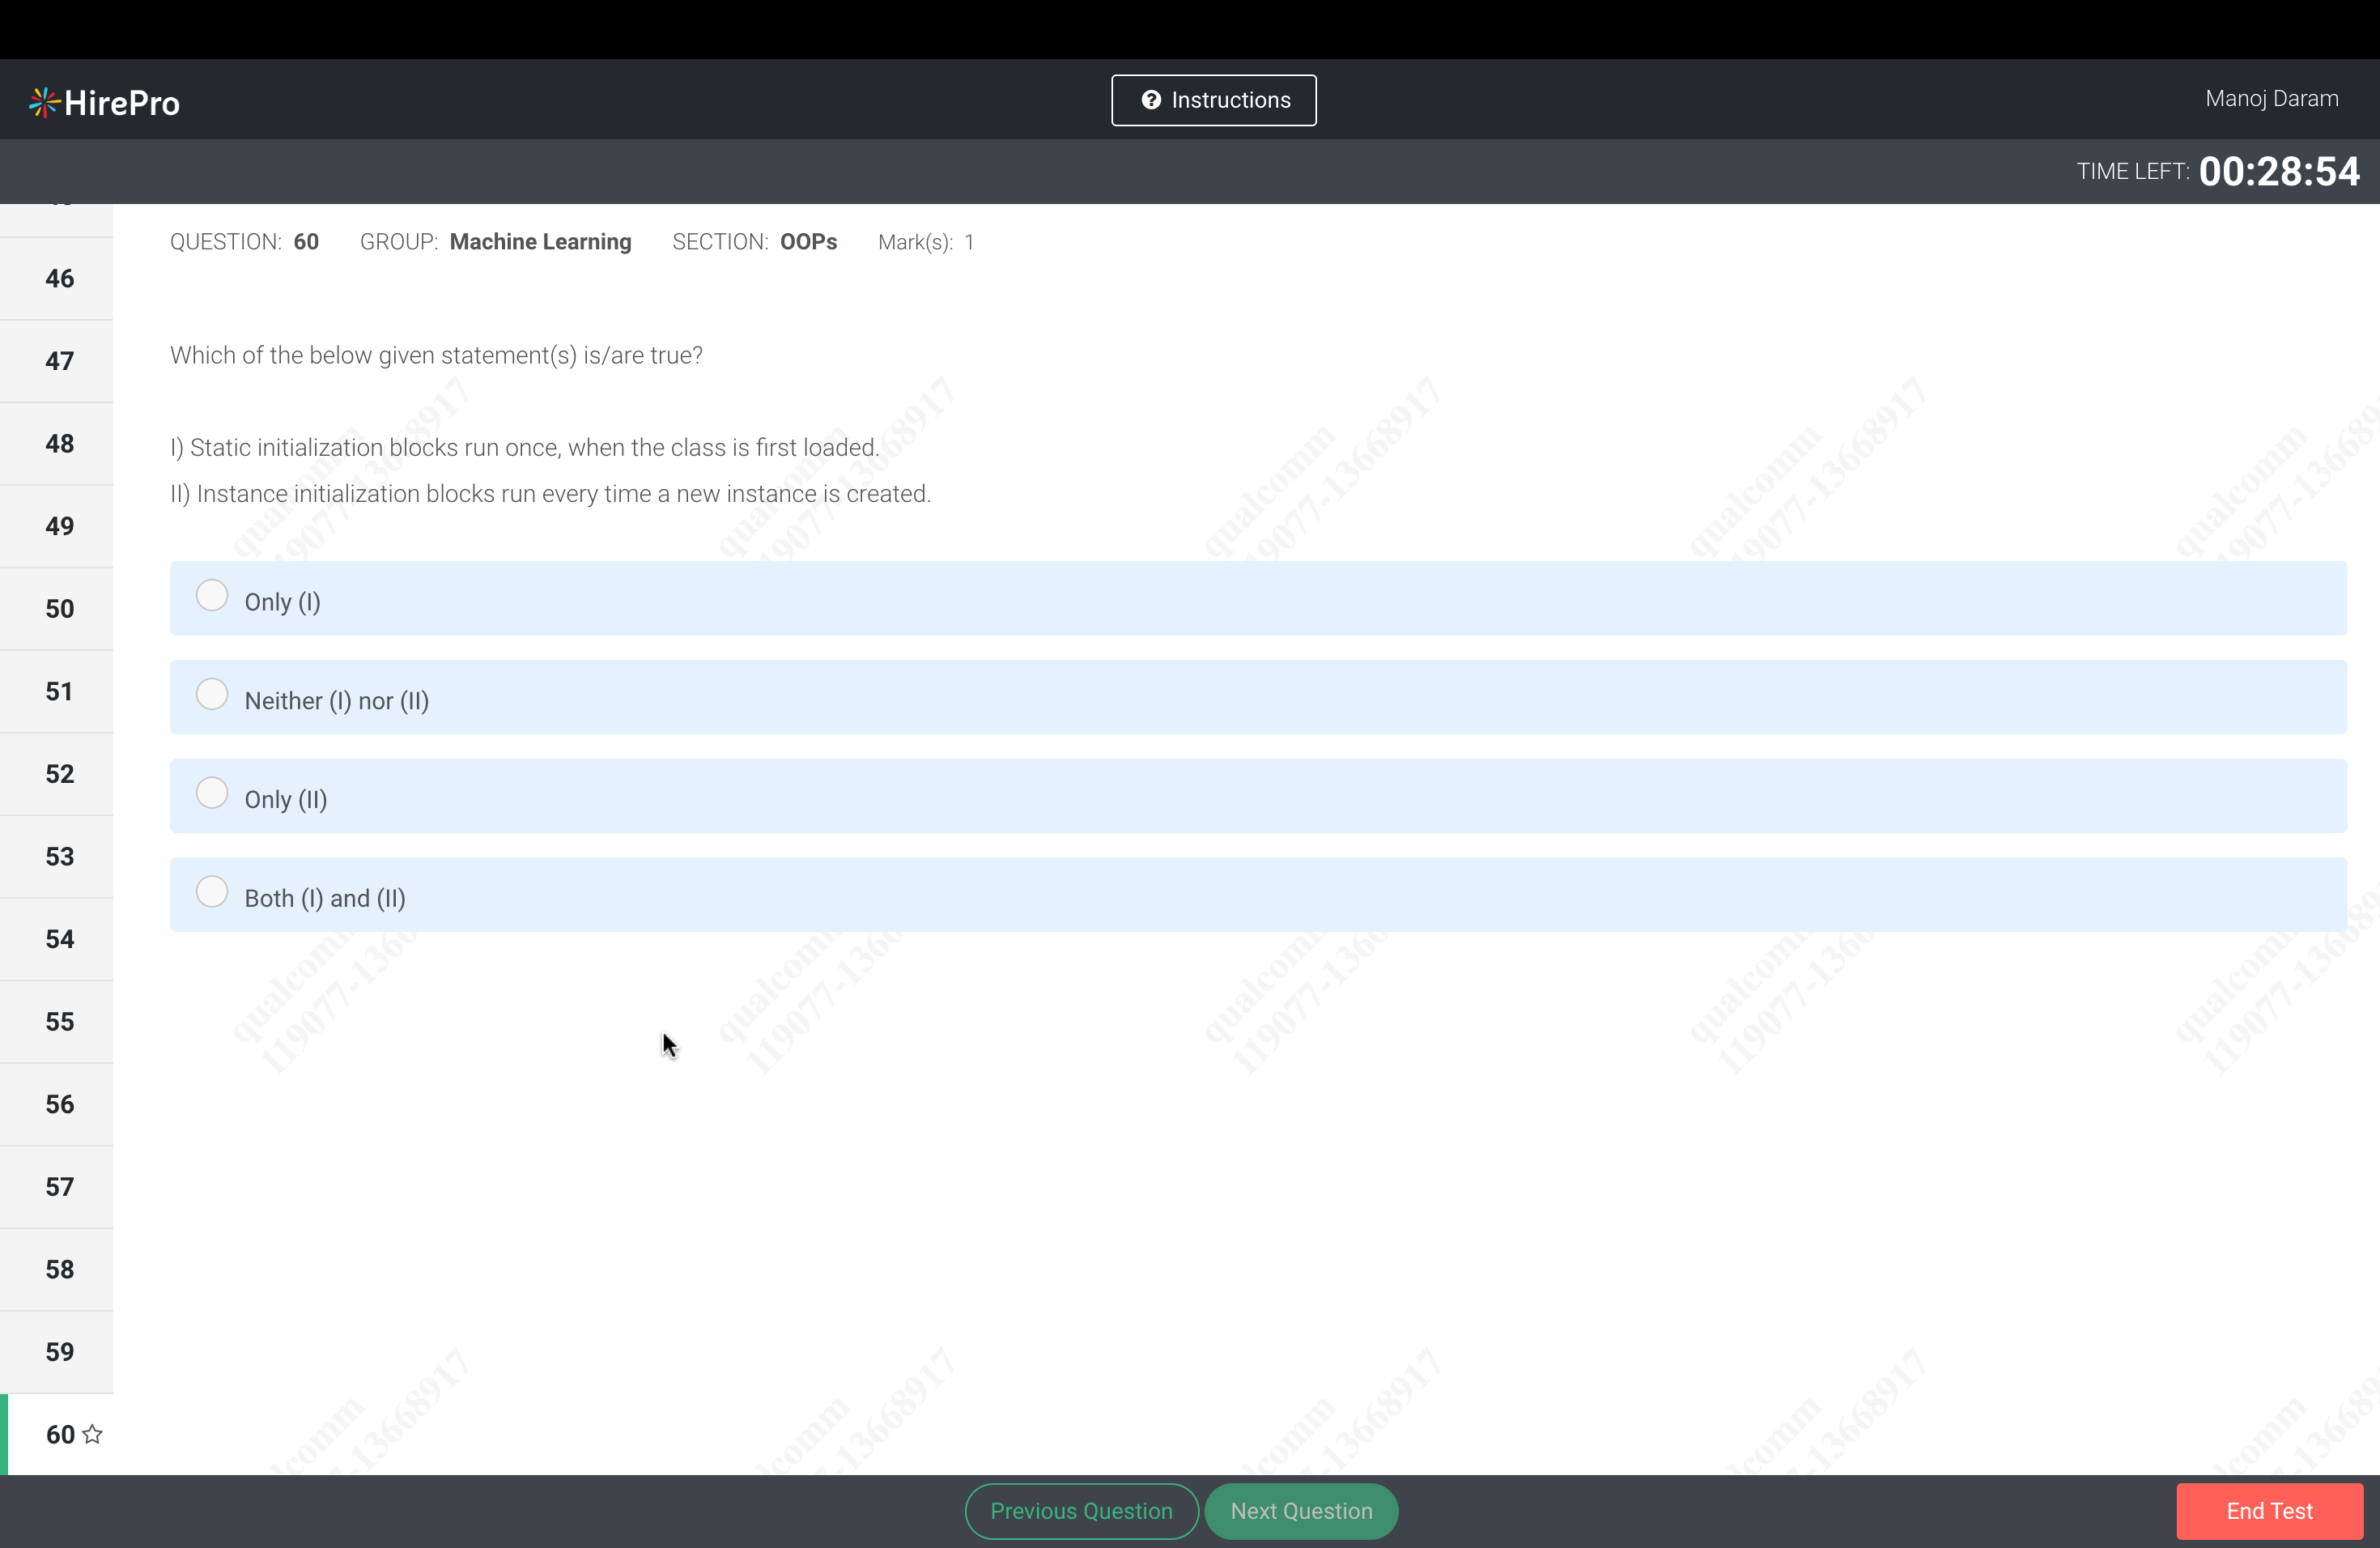 HirePro
Instructions
Manoj Daram
TIME LEFT: 00:28:54
QUESTION: 60 GROUP: Machine Learning SECTION: OOPs Mark(s): 1
46
47
48
49
50
51
52
53
54
55
56
57
58
59
60
Which of the below given statement(s) is/are true?
I) Static initialization blocks run once, when the class is first loaded.
II) Instance initialization blocks run every time a new instance is created.
Only (I)
Neither (I) nor (II)
Only (II)
Both (I) and (II)
qualcomm
119077-13668917
Previous Question
Next Question
End Test